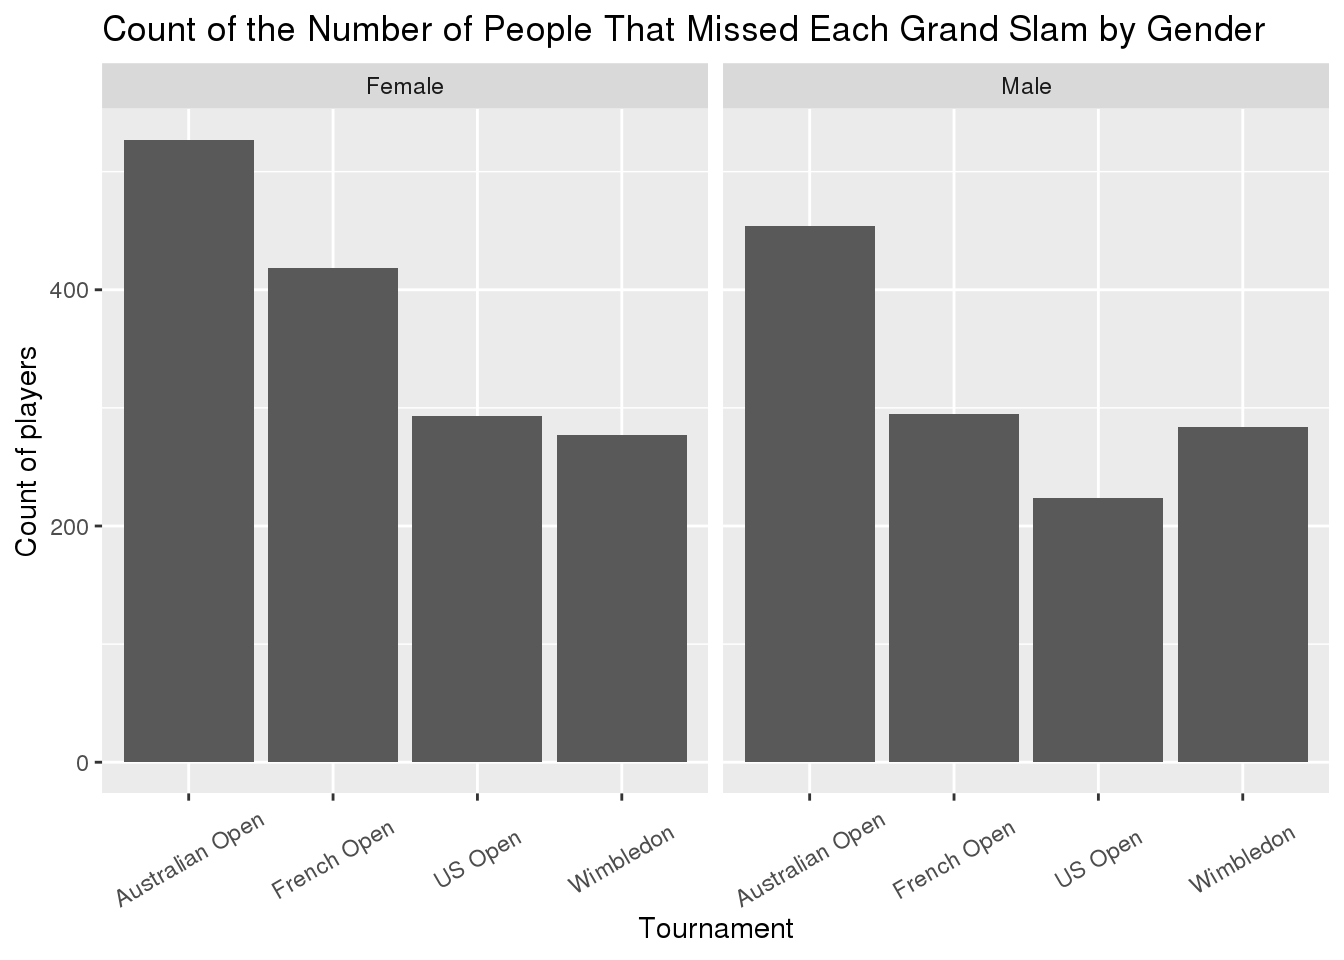 Count of the Number of People That Missed Each Grand Slam by Gender
Female
Male
Count of players
400
200
0
Australian Open
French Open
US Open
Wimbledon
Australian Open
French Open
US Open
Wimbledon
Tournament